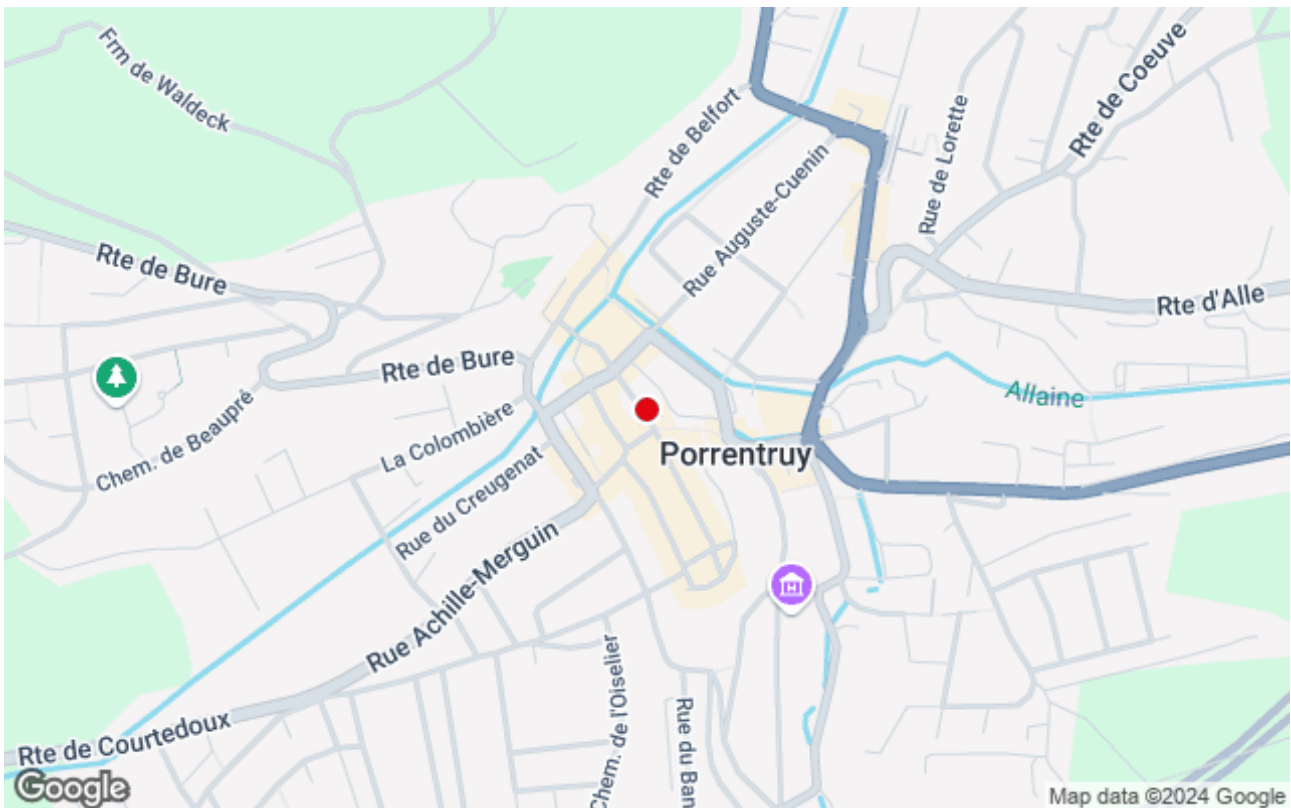 Frm de Waldeck
Rte de Belfort
Rte de Coeuve
Rue de Lorette
Rue Auguste-Cuenin
Rte de Bure
Rte d'Alle
Rte de Bure
Allaine
Chem. de Beaupré
La Colombière
Porrentruy
Rue du Creugenat
H
Rue Achille-Merguin
Chem. de l'Oiselier
Rue du Ban
Rte de Courtedoux
Google
Map data ©2024 Google